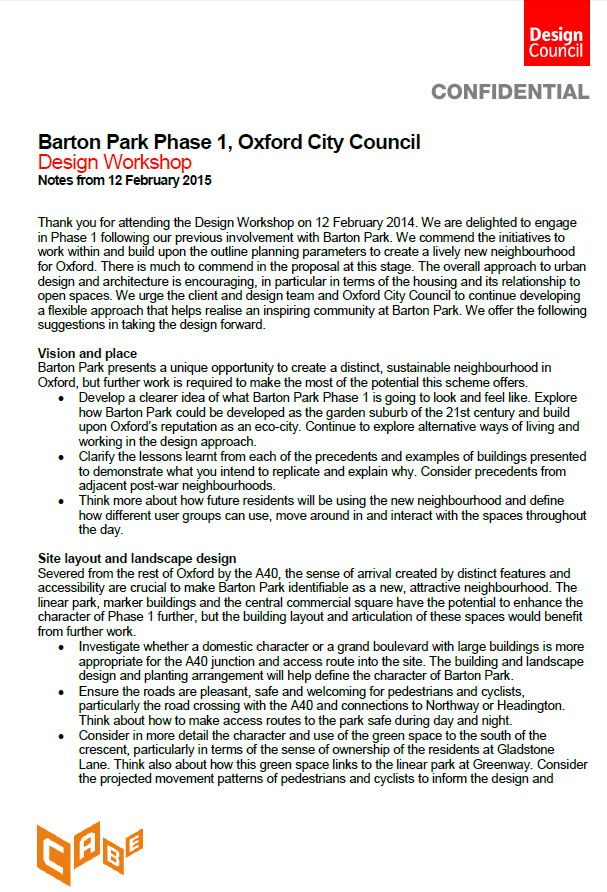 Design
Council
CONFIDENTIAL
Barton Park Phase 1, Oxford City Council
Design Workshop
Notes from 12 February 2015
Thank you for attending the Design Workshop on 12 February 2014. We are delighted to engage
in Phase 1 following our previous involvement with Barton Park. We commend the initiatives to
work within and build upon the outline planning parameters to create a lively new neighbourhood
for Oxford. There is much to commend in the proposal at this stage. The overall approach to urban
design and architecture is encouraging, in particular in terms of the housing and its relationship to
open spaces. We urge the client and design team and Oxford City Council to continue developing
a flexible approach that helps realise an inspiring community at Barton Park. We offer the following
suggestions in taking the design forward.
Vision and place
Barton Park presents a unique opportunity to create a distinct, sustainable neighbourhood in
Oxford, but further work is required to make the most of the potential this scheme offers.
• Develop a clearer idea of what Barton Park Phase 1 is going to look and feel like. Explore
how Barton Park could be developed as the garden suburb of the 21st century and build
upon Oxford's reputation as an eco-city. Continue to explore alternative ways of living and
working in the design approach.
• Clarify the lessons learnt from each of the precedents and examples of buildings presented
to demonstrate what you intend to replicate and explain why. Consider precedents from
adjacent post-war neighbourhoods.
• Think more about how future residents will be using the new neighbourhood and define
how different user groups can use, move around in and interact with the spaces throughout
the day.
Site layout and landscape design
Severed from the rest of Oxford by the A40, the sense of arrival created by distinct features and
accessibility are crucial to make Barton Park identifiable as a new, attractive neighbourhood. The
linear park, marker buildings and the central commercial square have the potential to enhance the
character of Phase 1 further, but the building layout and articulation of these spaces would benefit
from further work.
• Investigate whether a domestic character or a grand boulevard with large buildings is more
appropriate for the A40 junction and access route into the site. The building and landscape
design and planting arrangement will help define the character of Barton Park.
• Ensure the roads are pleasant, safe and welcoming for pedestrians and cyclists,
particularly the road crossing with the A40 and connections to Northway or Headington.
Think about how to make access routes to the park safe during day and night.
• Consider in more detail the character and use of the green space to the south of the
crescent, particularly in terms of the sense of ownership of the residents at Gladstone
Lane. Think also about how this green space links to the linear park at Greenway. Consider
the projected movement patterns of pedestrians and cyclists to inform the design and
CABE